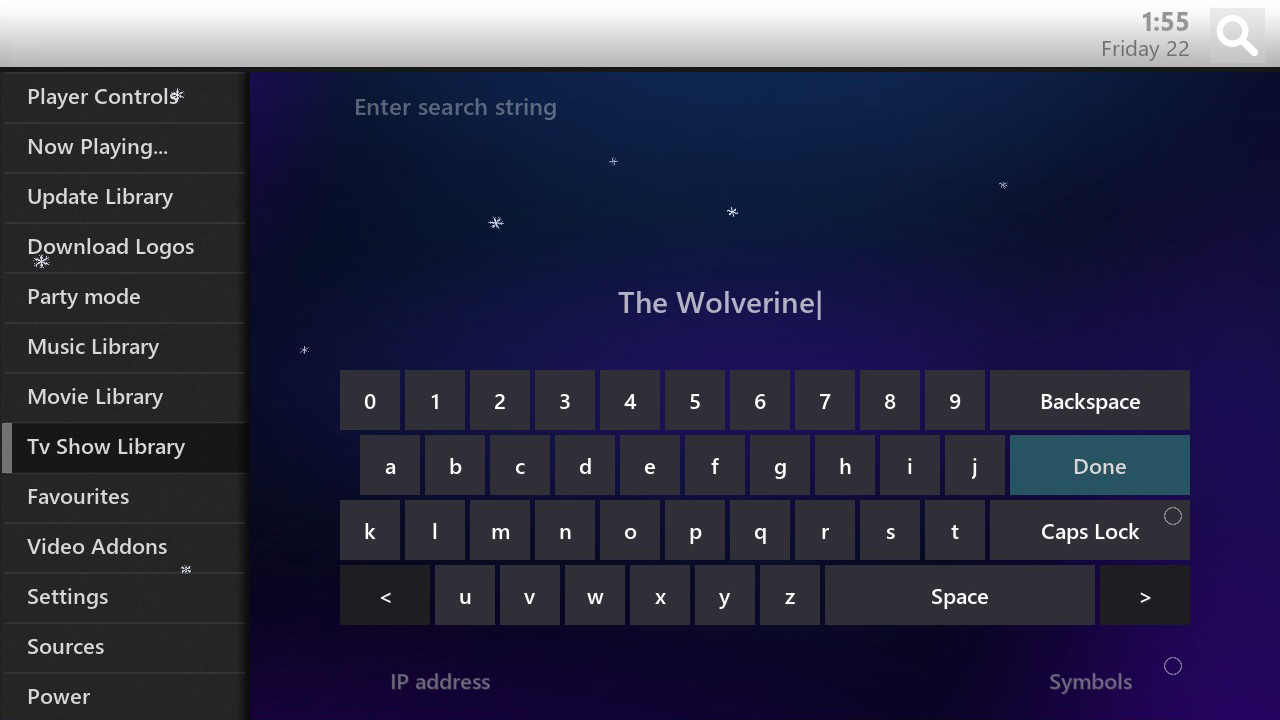 1:55
Friday 22
Player Controls
Now Playing...
Update Library
Download Logos
Party mode
Music Library
Movie Library
Tv Show Library
Favourites
Video Addons
Settings
Sources
Power
Enter search string
The Wolverine
0 1 2 3 4 5 6 7 8 9 Backspace
a b c d e f g h i j Done
k l m n o p q r s t Caps Lock
< u v w x y z Space >
IP address Symbols